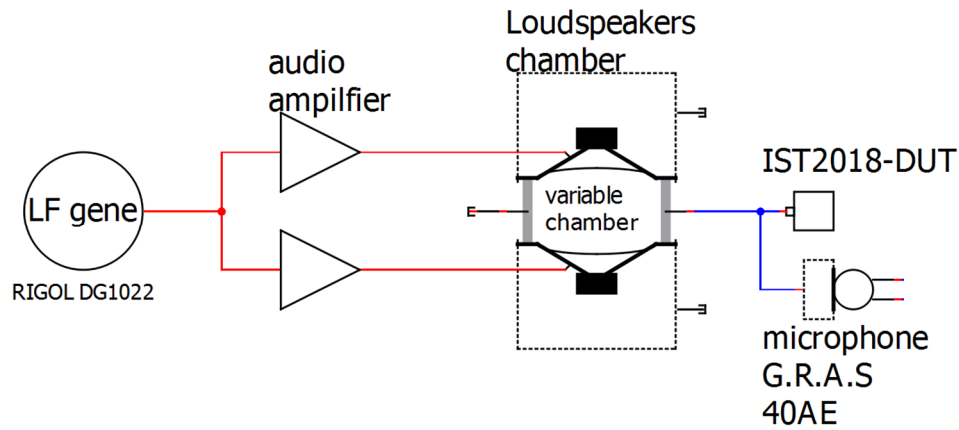 Loudspeakers
chamber
audio
ampilfier
IST2018-DUT
variable
chamber
LF gene
RIGOL DG1022
microphone
G.R.A.S
40AE